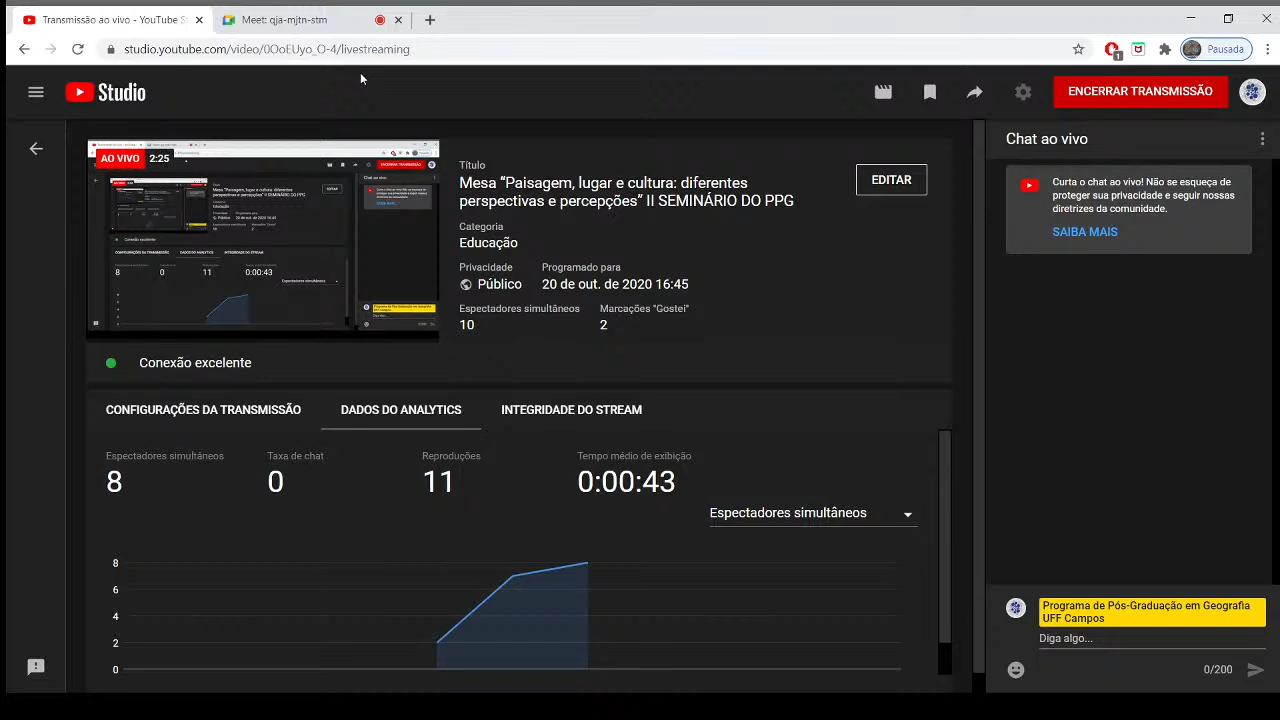 Transmissão ao vivo - YouTube S
Meet: qja-mjtn-stm
studio.youtube.com/video/0OoEUyo_O-4/livestreaming
1
Pausada
Studio
ENCERRAR TRANSMISSÃO
AO VIVO 2:25
Título
Mesa “Paisagem, lugar e cultura: diferentes
perspectivas e percepções” II SEMINÁRIO DO PPG
EDITAR
Categoria
Educação
Privacidade
Público
Programado para
20 de out. de 2020 16:45
Espectadores simultâneos
10
Marcações "Gostei"
2
Conexão excelente
CONFIGURAÇÕES DA TRANSMISSÃO
DADOS DO ANALYTICS
INTEGRIDADE DO STREAM
Espectadores simultâneos
8
Taxa de chat
0
Reproduções
11
Tempo médio de exibição
0:00:43
Espectadores simultâneos
8
6
4
2
0
Chat ao vivo
Curta o chat ao vivo! Não se esqueça de
proteger sua privacidade e seguir nossas
diretrizes da comunidade.
SAIBA MAIS
Programa de Pós-Graduação em Geografia
UFF Campos
Diga algo...
0/200